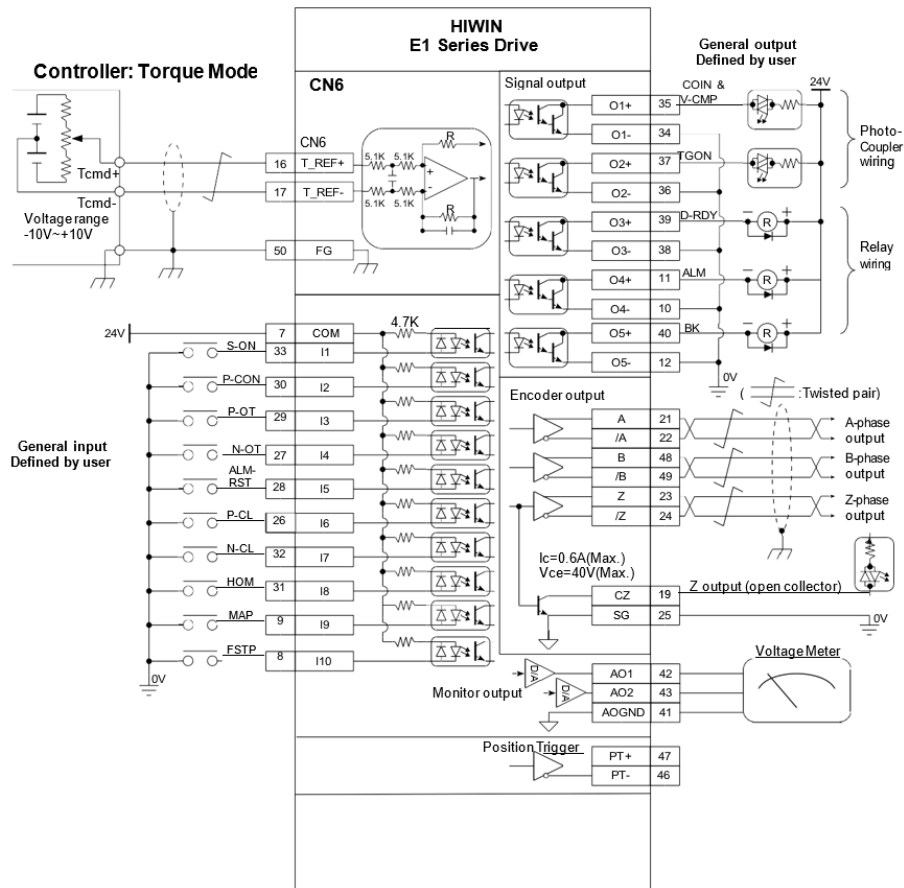 HIWIN
E1 Series Drive
Controller: Torque Mode
Tcmd+
Tcmd-
Voltage range
-10V~+10V
CN6
CN6
16 T_REF+
17 T_REF-
50 FG
5.1K 5.1K
5.1K 5.1K
R
+
-
R
24V
7 COM
4.7K
S-ON 33 I1
P-CON 30 I2
P-OT 29 I3
N-OT 27 I4
ALM-
RST 28 I5
P-CL 26 I6
N-CL 32 I7
HOM 31 I8
MAP 9 I9
FSTP 8 I10
0V
General input
Defined by user
Signal output
General output
Defined by user
COIN &
V-CMP
24V
O1+ 35
O1- 34
O2+ 37 TGON
O2- 36
O3+ 39 D-RDY
O3- 38
O4+ 11 ALM
O4- 10
O5+ 40 BK
O5- 12
- R +
- R +
- R +
Photo-
Coupler
wiring
Relay
wiring
0V
( :Twisted pair)
Encoder output
A 21
/A 22
B 48
/B 49
Z 23
/Z 24
A-phase
output
B-phase
output
Z-phase
output
Ic=0.6A(Max.)
Vce=40V(Max.)
CZ 19 Z output (open collector)
SG 25
0V
Monitor output
D/A
D/A
AO1 42
AO2 43
AOGND 41
Voltage Meter
Position Trigger
PT+ 47
PT- 46